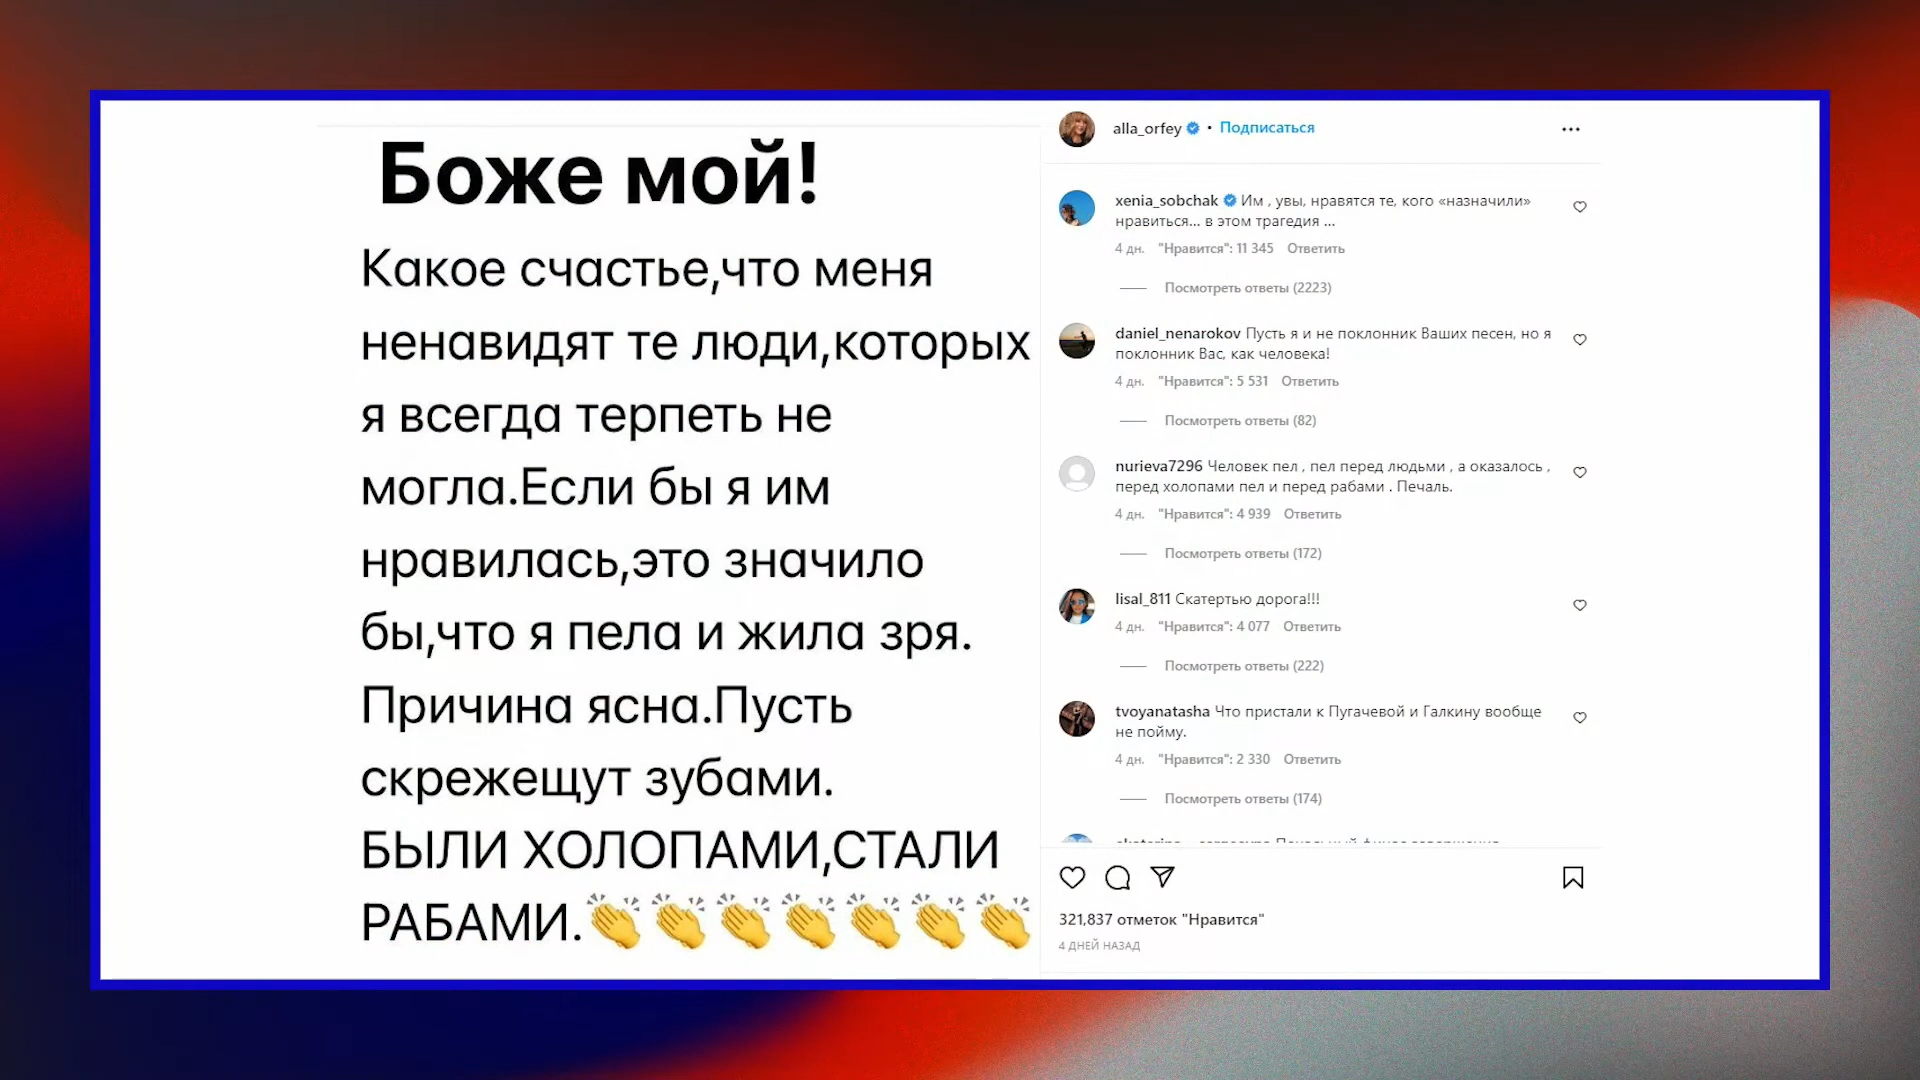 Боже мой!
Какое счастье,что меня
ненавидят те люди,которых
я всегда терпеть не
могла.Если бы я им
нравилась,это значило
бы,что я пела и жила зря.
Причина ясна.Пусть
скрежещут зубами.
БЫЛИ ХОЛОПАМИ,СТАЛИ
РАБАМИ.👏👏👏👏👏👏👏
alla_orfey • Подписаться
xenia_sobchak Им , увы, нравятся те, кого «назначили»
нравиться... в этом трагедия ...
4 дн. "Нравится": 11 345 Ответить
Посмотреть ответы (2223)
daniel_nenarokov Пусть я и не поклонник Ваших песен, но я
поклонник Вас, как человека!
4 дн. "Нравится": 5 531 Ответить
Посмотреть ответы (82)
nurieva7296 Человек пел , пел перед людьми , а оказалось ,
перед холопами пел и перед рабами . Печаль.
4 дн. "Нравится": 4 939 Ответить
Посмотреть ответы (172)
lisal_811 Скатертью дорога!!!
4 дн. "Нравится": 4 077 Ответить
Посмотреть ответы (222)
tvoyanatasha Что пристали к Пугачевой и Галкину вообще
не пойму.
4 дн. "Нравится": 2 330 Ответить
Посмотреть ответы (174)
321,837 отметок "Нравится"
4 ДНЕЙ НАЗАД